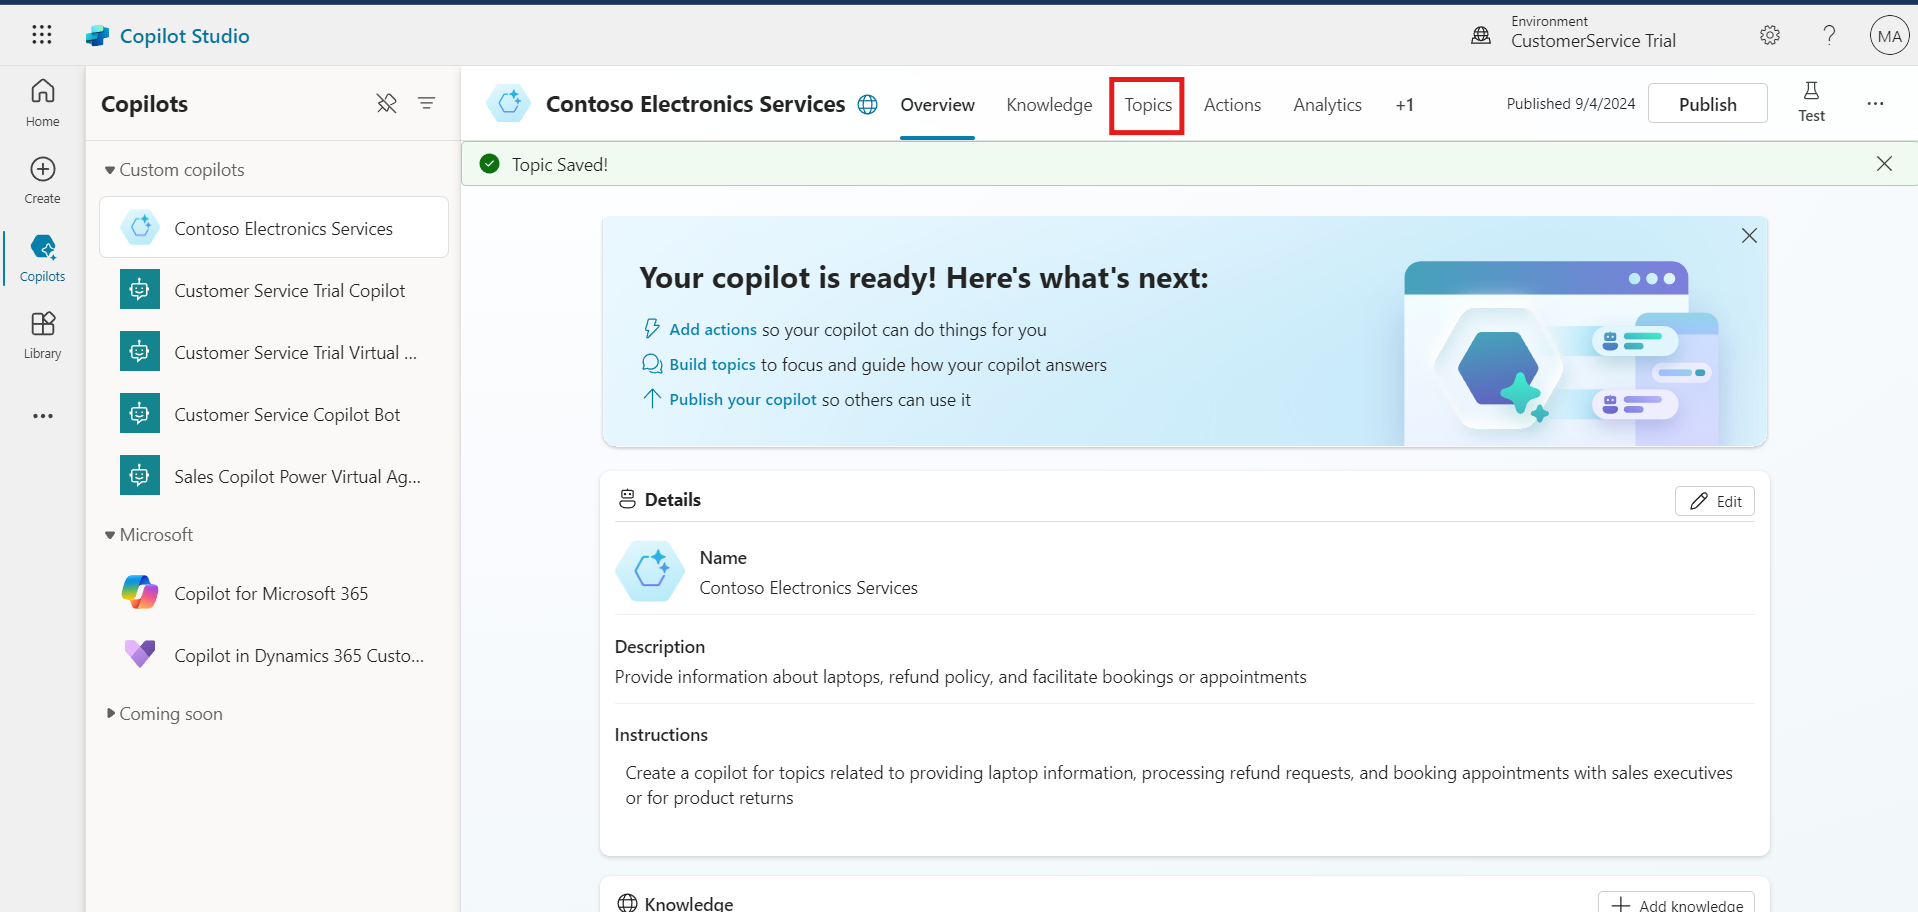 Copilot Studio
Environment
CustomerService Trial
MA
Home
Create
Copilots
Library
Copilots
Custom copilots
Contoso Electronics Services
Customer Service Trial Copilot
Customer Service Trial Virtual ...
Customer Service Copilot Bot
Sales Copilot Power Virtual Ag...
Microsoft
Copilot for Microsoft 365
Copilot in Dynamics 365 Custo...
Coming soon
Contoso Electronics Services
Overview
Knowledge
Topics
Actions
Analytics
+1
Published 9/4/2024
Publish
Test
Topic Saved!
Your copilot is ready! Here's what's next:
Add actions so your copilot can do things for you
Build topics to focus and guide how your copilot answers
Publish your copilot so others can use it
Details
Edit
Name
Contoso Electronics Services
Description
Provide information about laptops, refund policy, and facilitate bookings or appointments
Instructions
Create a copilot for topics related to providing laptop information, processing refund requests, and booking appointments with sales executives
or for product returns
Knowledge
Add knowledge